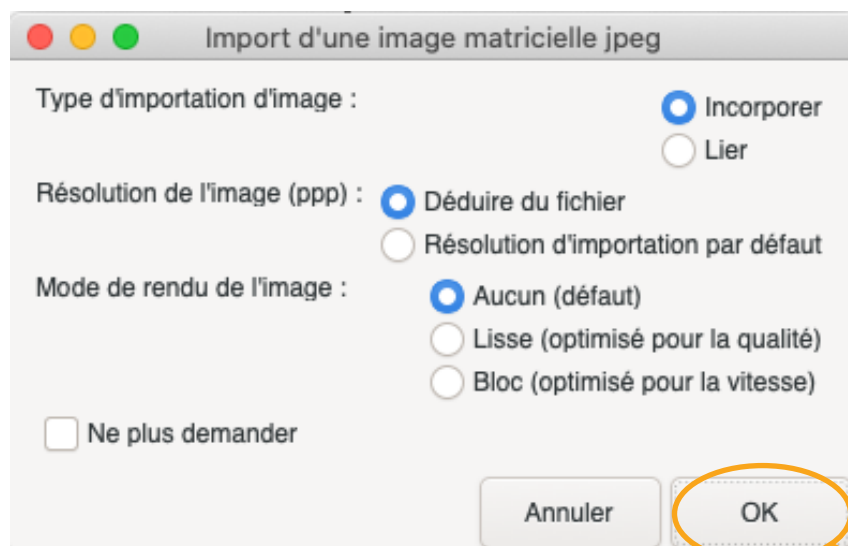 Import d'une image matricielle jpeg
Type d'importation d'image :
Incorporer
Lier
Résolution de l'image (ppp) :
Déduire du fichier
Résolution d'importation par défaut
Mode de rendu de l'image :
Aucun (défaut)
Lisse (optimisé pour la qualité)
Bloc (optimisé pour la vitesse)
Ne plus demander
Annuler OK